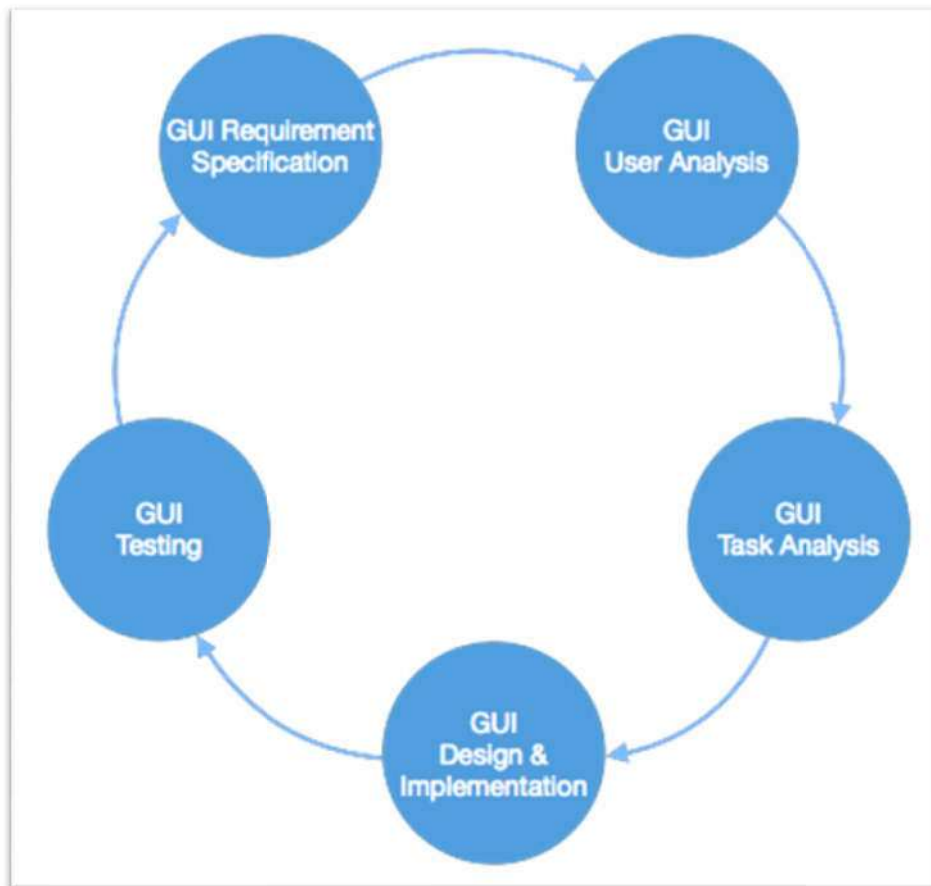 GUI Requirement
Specification
GUI
User Analysis
GUI
Task Analysis
GUI
Design &
Implementation
GUI
Testing